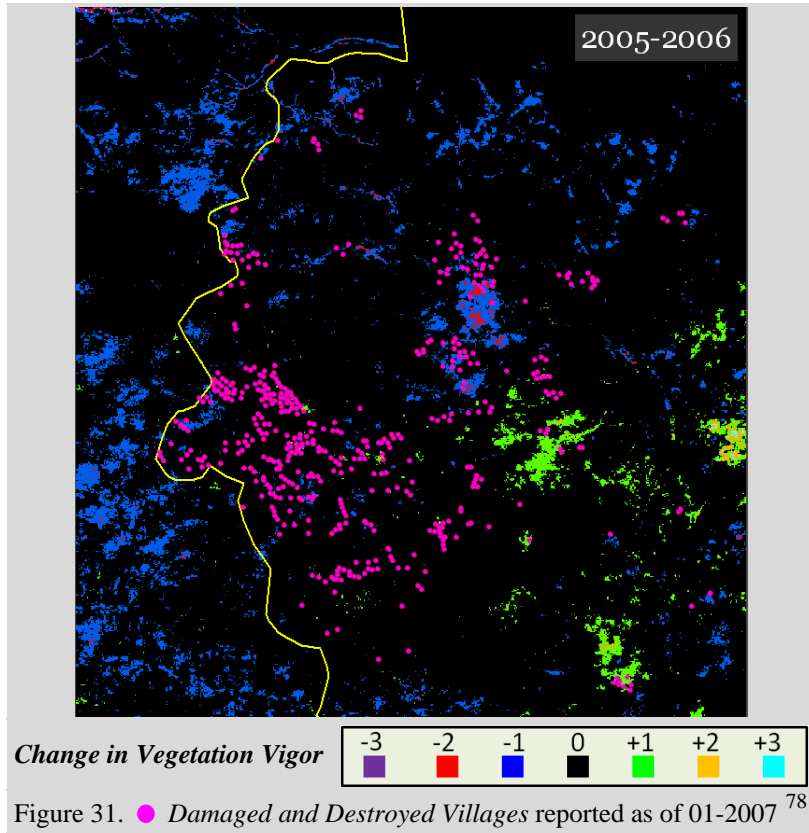 2005-2006
Change in Vegetation Vigor -3 -2 -1 0 +1 +2 +3
Figure 31. Damaged and Destroyed Villages reported as of 01-2007 78